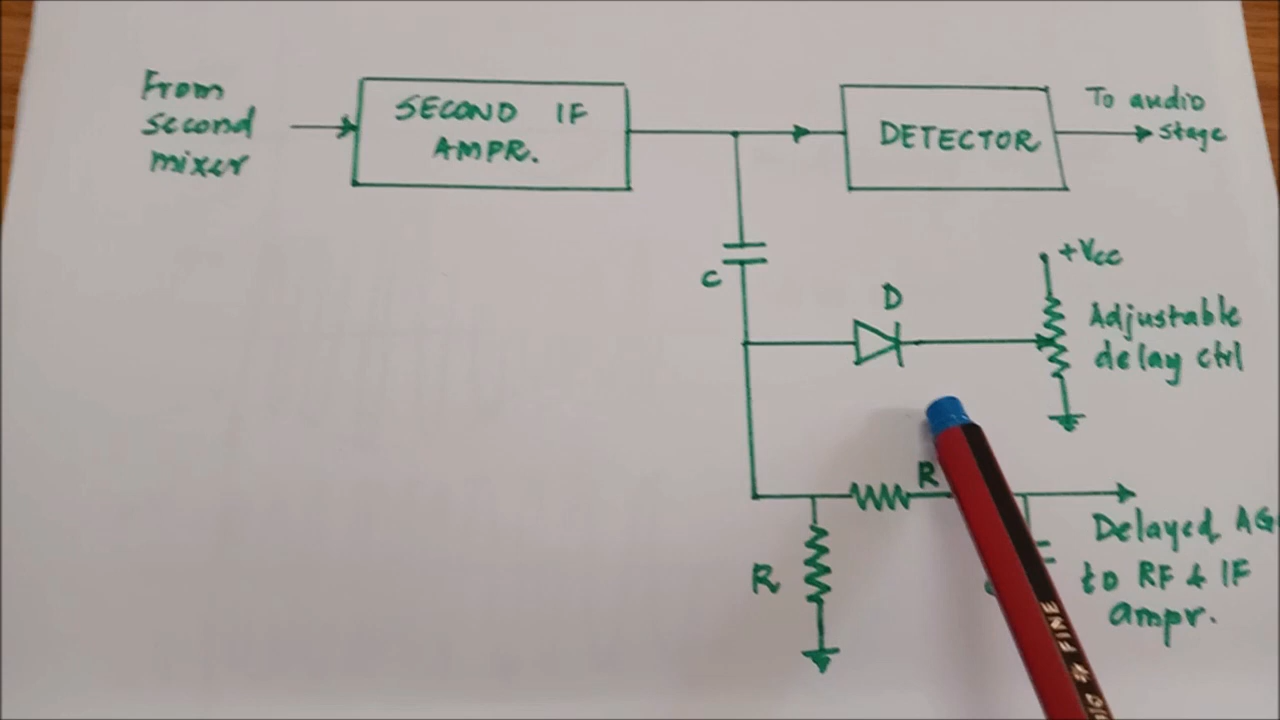 From
second
mixer
SECOND IF
AMPR.
DETECTOR
To audio
stage
+Vcc
C
D
Adjustable
delay ctrl
R
R
Delayed AG
to RF & IF
ampr.
FINE